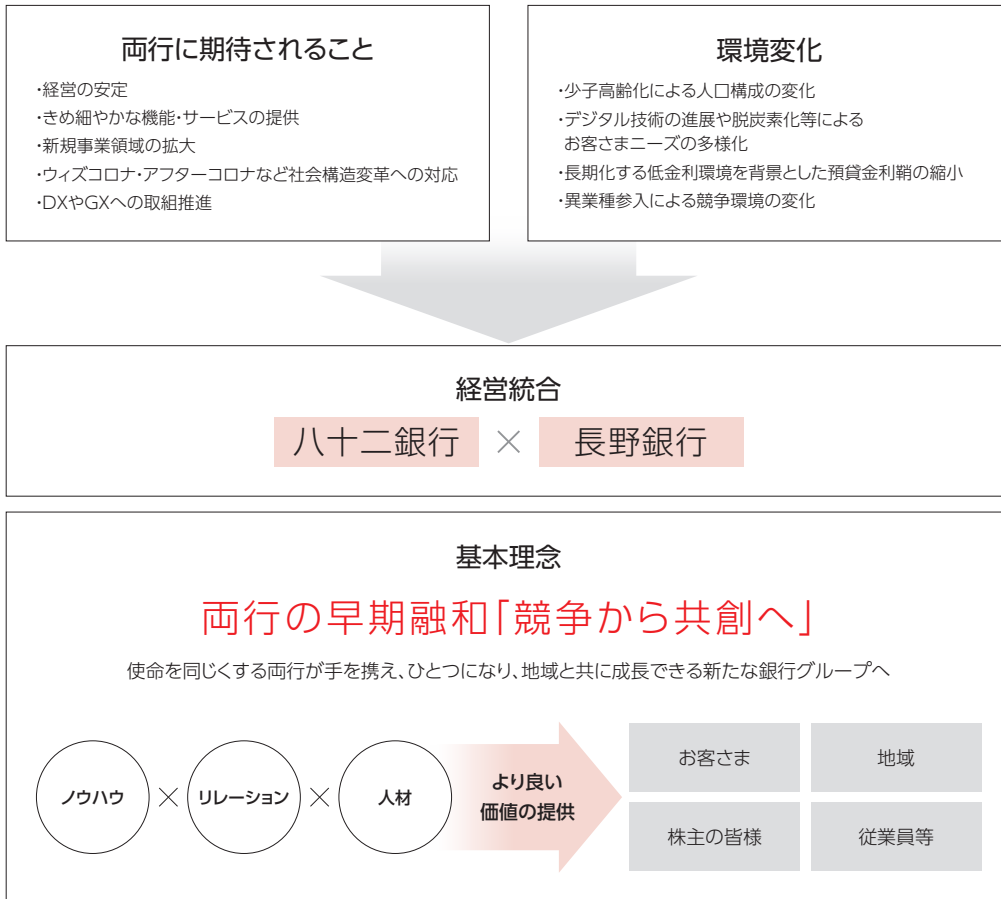 両行に期待されること
・経営の安定
・きめ細やかな機能・サービスの提供
・新規事業領域の拡大
・ウィズコロナ・アフターコロナなど社会構造変革への対応
・DXやGXへの取組推進
環境変化
・少子高齢化による人口構成の変化
・デジタル技術の進展や脱炭素化等による
お客さまニーズの多様化
・長期化する低金利環境を背景とした預貸金利鞘の縮小
・異業種参入による競争環境の変化
経営統合
八十二銀行 × 長野銀行
基本理念
両行の早期融和「競争から共創へ」
使命を同じくする両行が手を携え、ひとつになり、地域と共に成長できる新たな銀行グループへ
ノウハウ × リレーション × 人材
より良い
価値の提供
お客さま
地域
株主の皆様
従業員等